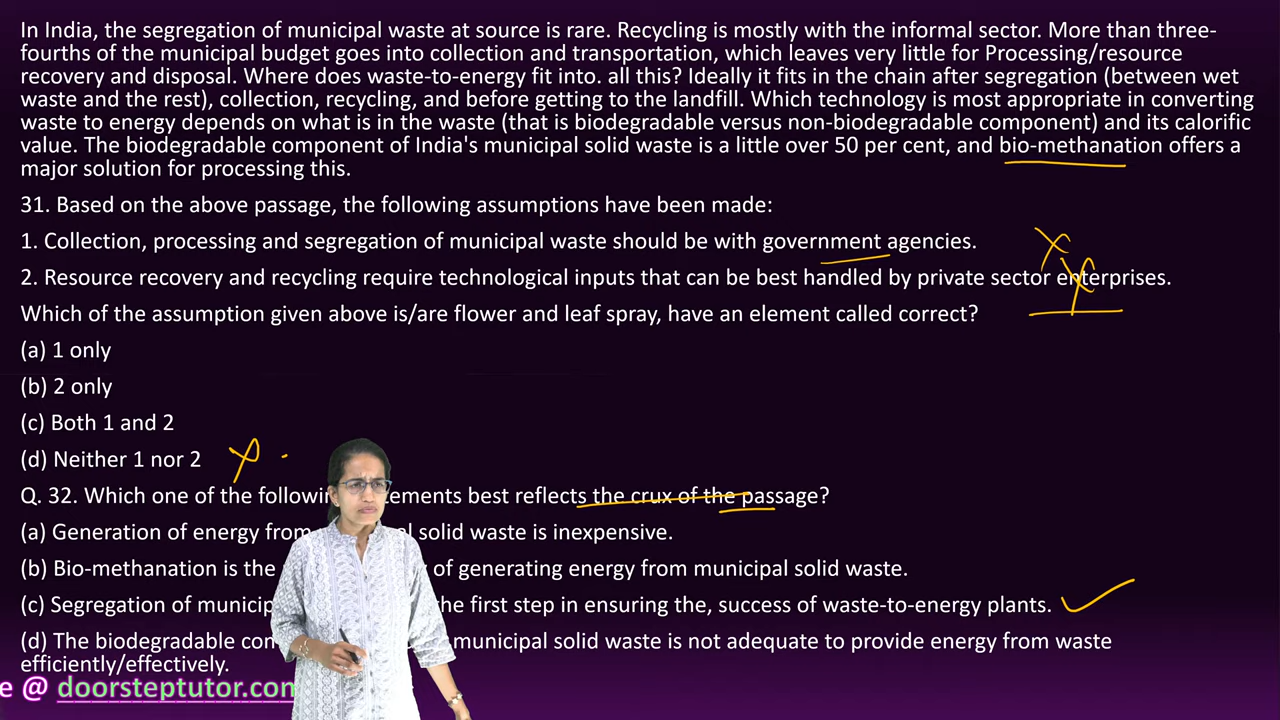 In India, the segregation of municipal waste at source is rare. Recycling is mostly with the informal sector. More than three-
fourths of the municipal budget goes into collection and transportation, which leaves very little for Processing/resource
recovery and disposal. Where does waste-to-energy fit into. all this? Ideally it fits in the chain after segregation (between wet
waste and the rest), collection, recycling, and before getting to the landfill. Which technology is most appropriate in converting
waste to energy depends on what is in the waste (that is biodegradable versus non-biodegradable component) and its calorific
value. The biodegradable component of India's municipal solid waste is a little over 50 per cent, and bio-methanation offers a
major solution for processing this.
31. Based on the above passage, the following assumptions have been made:
1. Collection, processing and segregation of municipal waste should be with government agencies.
2. Resource recovery and recycling require technological inputs that can be best handled by private sector enterprises.
Which of the assumption given above is/are flower and leaf spray, have an element called correct?
(a) 1 only
(b) 2 only
(c) Both 1 and 2
(d) Neither 1 nor 2
Q. 32. Which one of the following statements best reflects the crux of the passage?
(a) Generation of energy from solid waste is inexpensive.
(b) Bio-methanation is the of generating energy from municipal solid waste.
(c) Segregation of the first step in ensuring the, success of waste-to-energy plants.
(d) The biodegradable municipal solid waste is not adequate to provide energy from waste
efficiently/effectively.
e @ doorsteptutor.com